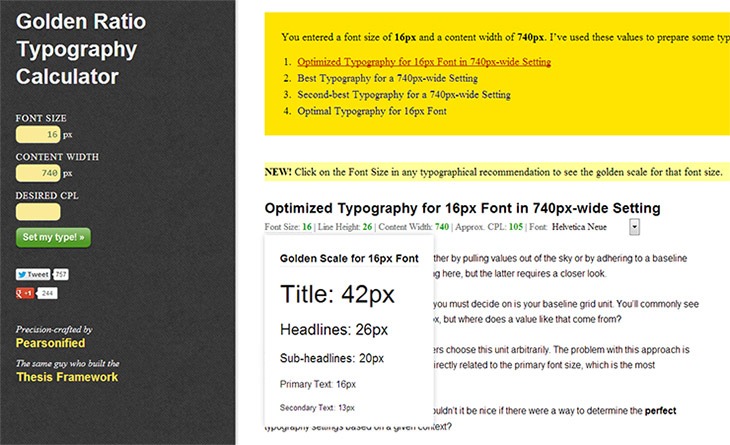 Golden Ratio
Typography
Calculator
FONT SIZE
16 px
CONTENT WIDTH
740 px
DESIRED CPL
Set my type! »
Tweet 757
g +1 244
Precision-crafted by
Pearsonified
The same guy who built the
Thesis Framework
You entered a font size of 16px and a content width of 740px. I've used these values to prepare some typ
1. Optimized Typography for 16px Font in 740px-wide Setting
2. Best Typography for a 740px-wide Setting
3. Second-best Typography for a 740px-wide Setting
4. Optimal Typography for 16px Font
NEW! Click on the Font Size in any typographical recommendation to see the golden scale for that font size.
Optimized Typography for 16px Font in 740px-wide Setting
Font Size: 16 | Line Height: 26 | Content Width: 740 | Approx. CPL: 105 | Font: Helvetica Neue
Golden Scale for 16px Font
Title: 42px
Headlines: 26px
Sub-headlines: 20px
Primary Text: 16px
Secondary Text: 13px
ther by pulling values out of the sky or by adhering to a baseline
ng here, but the latter requires a closer look.
you must decide on is your baseline grid unit. You'll commonly see
x, but where does a value like that come from?
ers choose this unit arbitrarily. The problem with this approach is
irectly related to the primary font size, which is the most
uldn't it be nice if there were a way to determine the perfect
typography settings based on a given context?